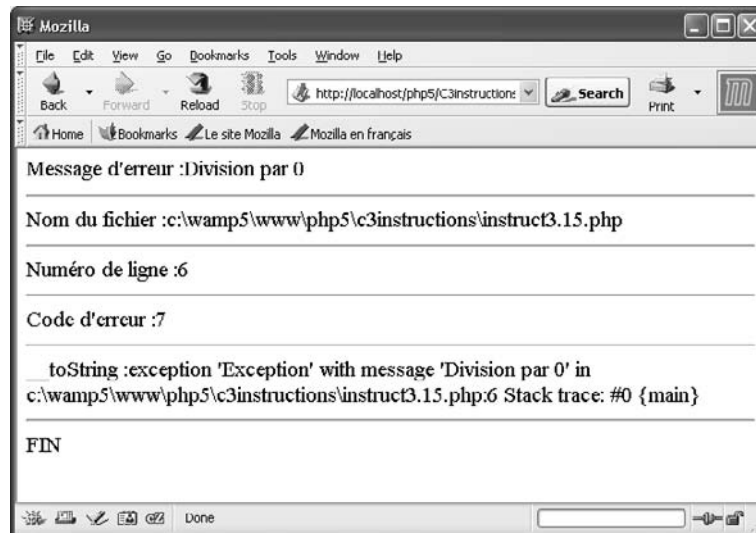 Mozilla
File Edit View Go Bookmarks Tools Window Help
Back Forward Reload Stop http://localhost/php5/C3instructions Search Print
Home Bookmarks Le site Mozilla Mozilla en français
Message d'erreur :Division par 0
Nom du fichier :c:\wamp5\www\php5\c3instructions\instruct3.15.php
Numéro de ligne :6
Code d'erreur :7
__toString :exception 'Exception' with message 'Division par 0' in
c:\wamp5\www\php5\c3instructions\instruct3.15.php:6 Stack trace: #0 {main}
FIN
Done